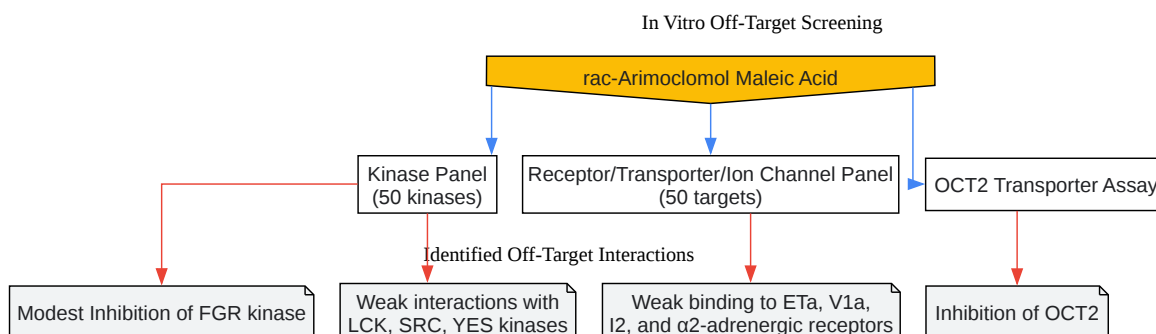 In Vitro Off-Target Screening
rac-Arimoclomol Maleic Acid
Kinase Panel
(50 kinases)
Receptor/Transporter/Ion Channel Panel
(50 targets)
OCT2 Transporter Assay
Identified Off-Target Interactions
Modest Inhibition of FGR kinase
Weak interactions with
LCK, SRC, YES kinases
Weak binding to ETa, V1a,
I2, and α2-adrenergic receptors
Inhibition of OCT2